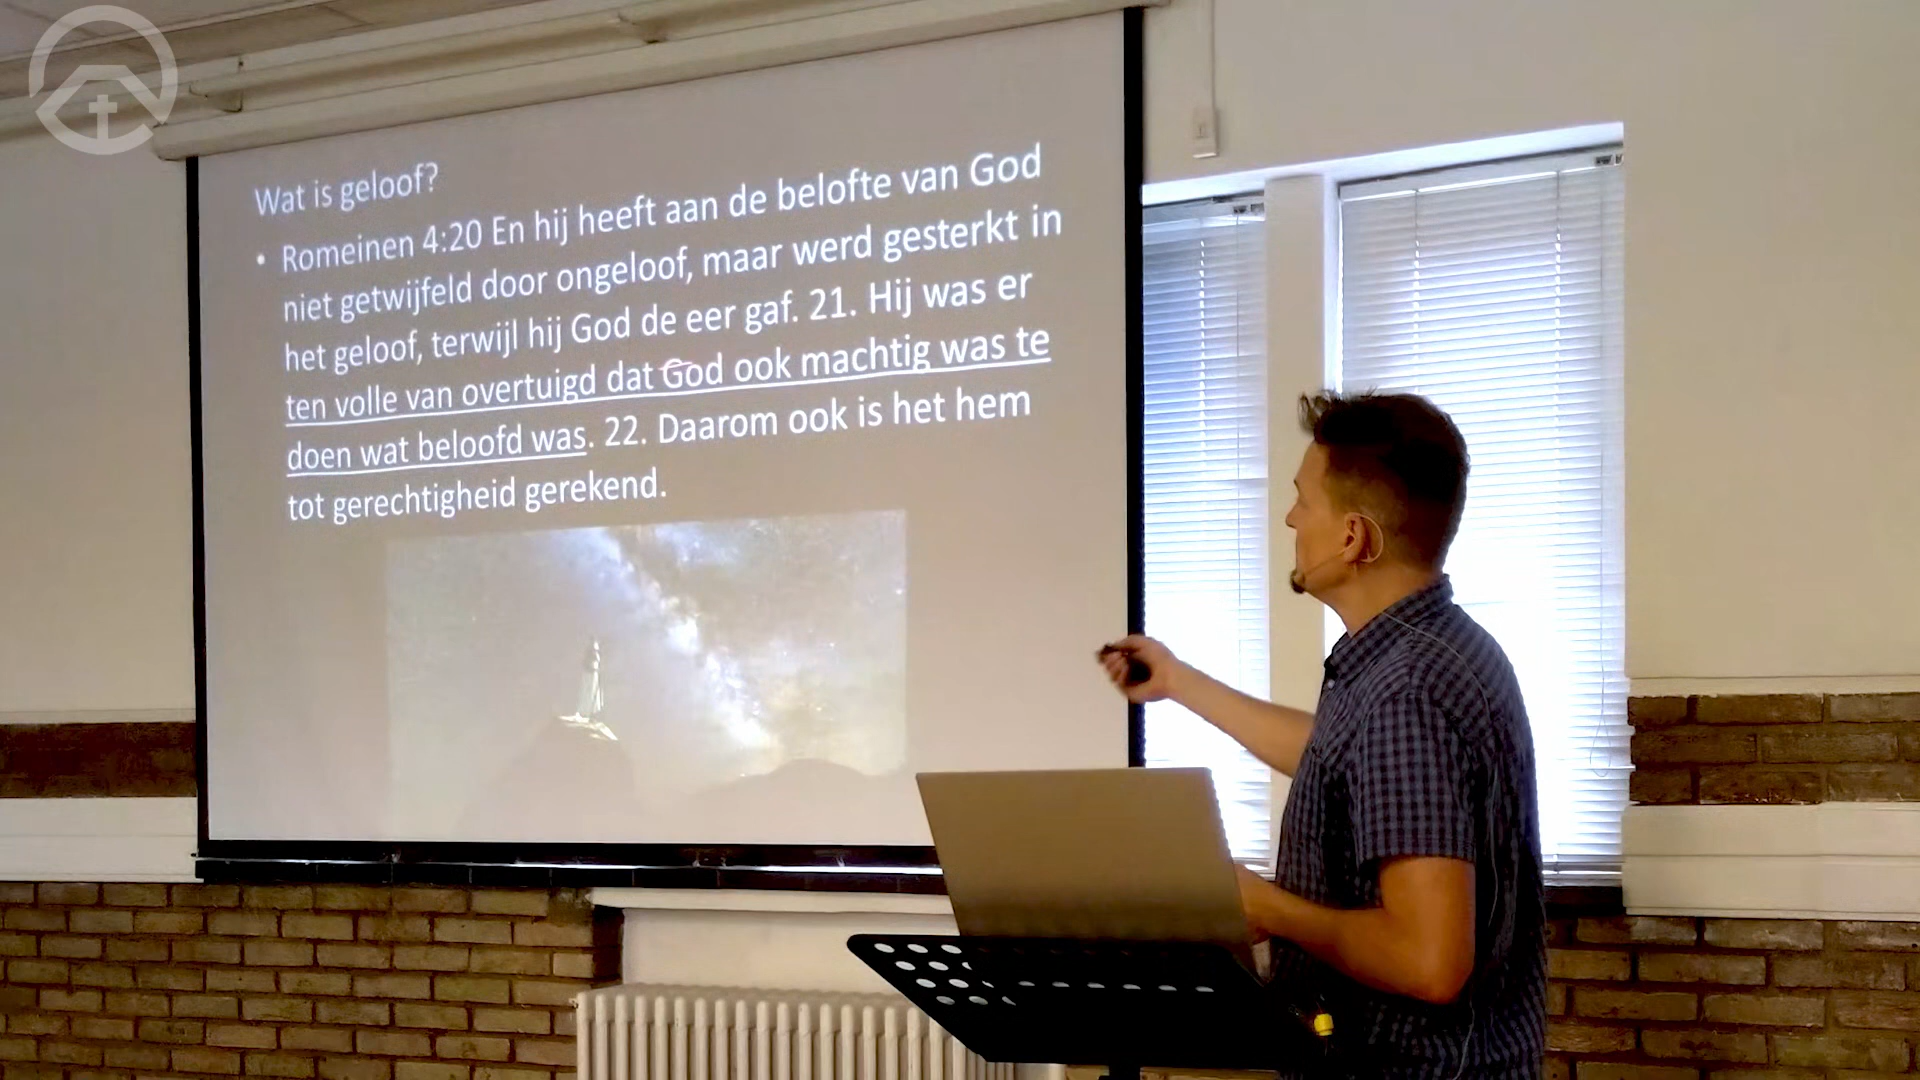 Wat is geloof?
• Romeinen 4:20 En hij heeft aan de belofte van God
niet getwijfeld door ongeloof, maar werd gesterkt in
het geloof, terwijl hij God de eer gaf. 21. Hij was er
ten volle van overtuigd dat God ook machtig was te
doen wat beloofd was. 22. Daarom ook is het hem
tot gerechtigheid gerekend.